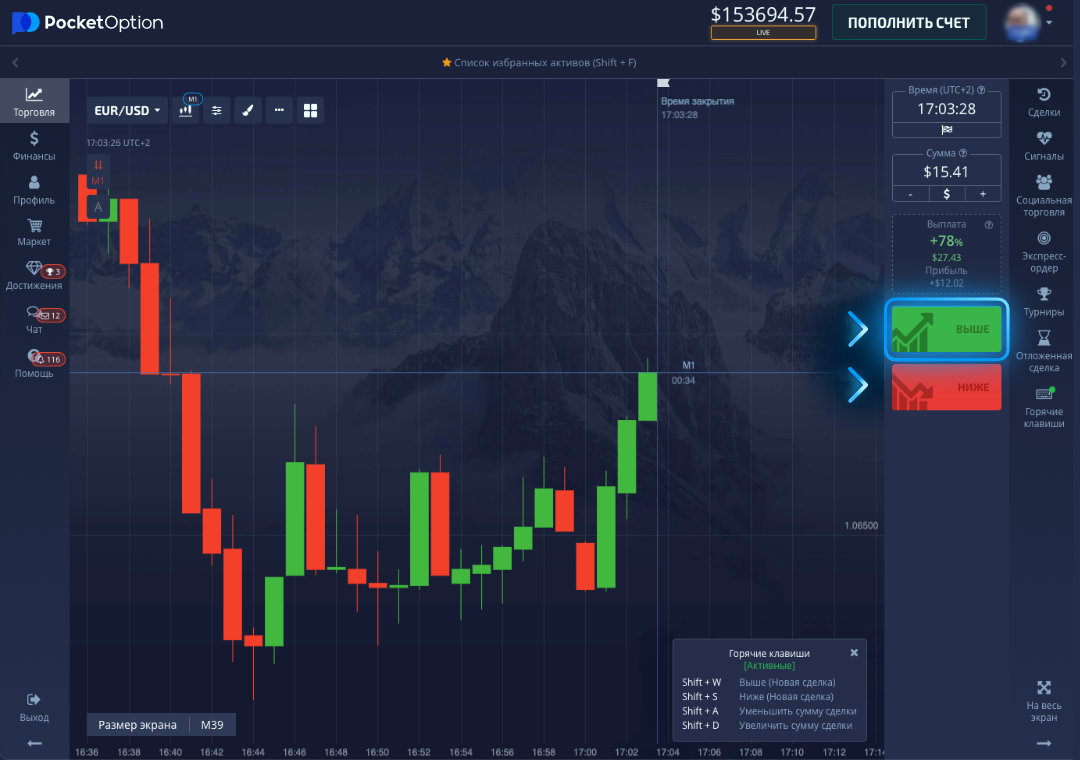 PocketOption
$153694.57
LIVE
ПОПОЛНИТЬ СЧЕТ
Список избранных активов (Shift + F)
Торговля
Финансы
Профиль
Маркет
3
Достижения
12
Чат
116
Помощь
Выход
EUR/USD
M1
17:03:26 UTC+2
M1
A
Время закрытия
17:03:28
M1
00:34
1.06500
Горячие клавиши
[Активные]
Shift + W Выше (Новая сделка)
Shift + S Ниже (Новая сделка)
Shift + A Уменьшить сумму сделки
Shift + D Увеличить сумму сделки
Размер экрана M39
16:36 16:38 16:40 16:42 16:44 16:46 16:48 16:50 16:52 16:54 16:56 16:58 17:00 17:02 17:04 17:06 17:08 17:10 17:12 17:14
Время (UTC+2)
17:03:28
Сумма
$15.41
- $ +
Выплата
+78%
$27.43
Прибыль
+$12.02
ВЫШЕ
НИЖЕ
Сделки
Сигналы
Социальная
торговля
Экспресс-
ордер
Турниры
Отложенная
сделка
Горячие
клавиши
На весь
экран